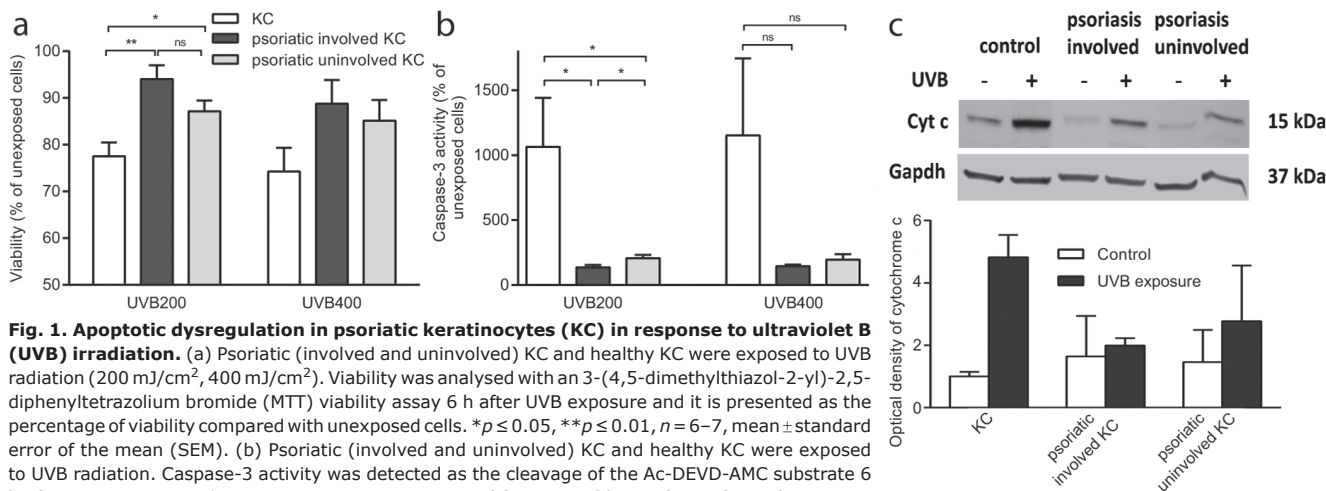 a
KC
psoriatic involved KC
psoriatic uninvolved KC
*
**
ns
Viability (% of unexposed cells)
100
90
80
70
60
50
UVB200
UVB400
b
ns
ns
*
*
*
Caspase-3 activity (% of
unexposed cells)
1500
1000
500
0
UVB200
UVB400
c
psoriasis psoriasis
control involved uninvolved
UVB - + - + - +
Cyt c
15 kDa
Gapdh
37 kDa
Optical density of cytochrome c
6
4
2
0
Control
UVB exposure
KC
psoriatic
involved KC
psoriatic
uninvolved KC
Fig. 1. Apoptotic dysregulation in psoriatic keratinocytes (KC) in response to ultraviolet B
(UVB) irradiation. (a) Psoriatic (involved and uninvolved) KC and healthy KC were exposed to UVB
radiation (200 mJ/cm², 400 mJ/cm²). Viability was analysed with an 3-(4,5-dimethylthiazol-2-yl)-2,5-
diphenyltetrazolium bromide (MTT) viability assay 6 h after UVB exposure and it is presented as the
percentage of viability compared with unexposed cells. *p ≤ 0.05, **p ≤ 0.01, n = 6–7, mean ± standard
error of the mean (SEM). (b) Psoriatic (involved and uninvolved) KC and healthy KC were exposed
to UVB radiation. Caspase-3 activity was detected as the cleavage of the Ac-DEVD-AMC substrate 6